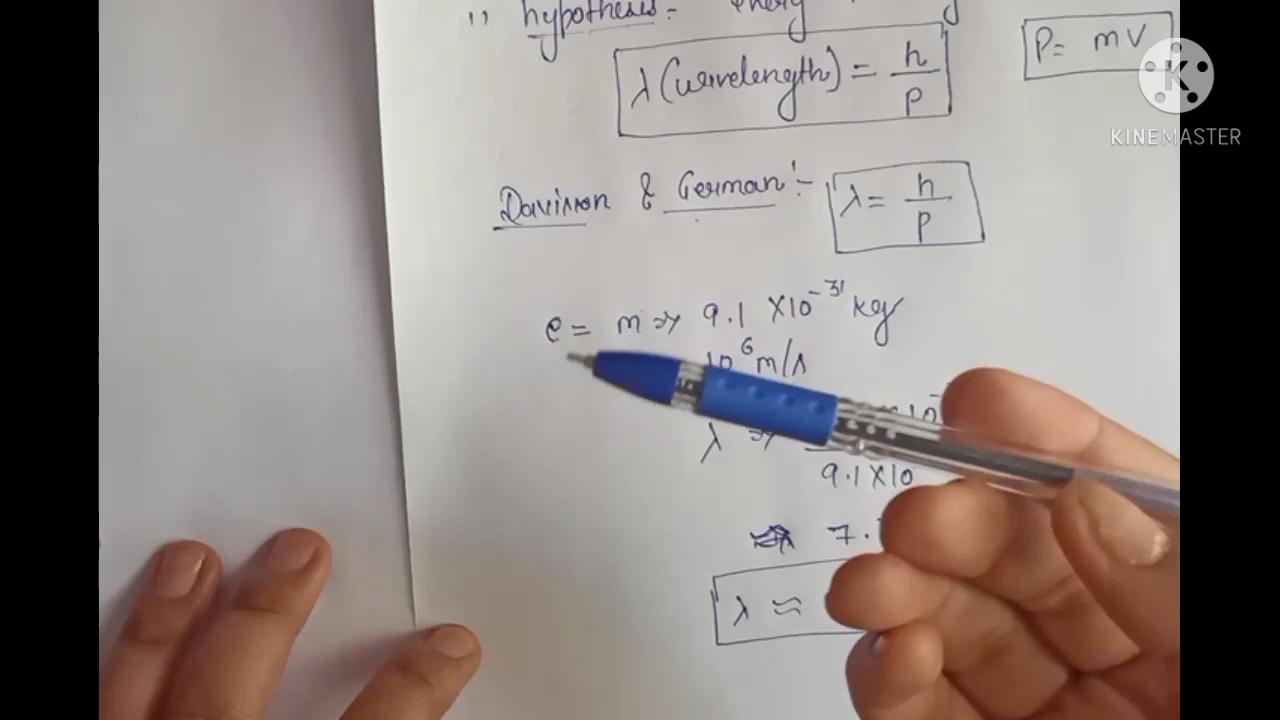 " hypothesis :-
λ (wavelength) = h/p
P = mv
KINEMASTER
Davisson & German :- λ = h/p
e = m => 9.1 ×10⁻³¹ kg
10⁶ m/s
λ =>
9.1 ×10
7.
λ ≈